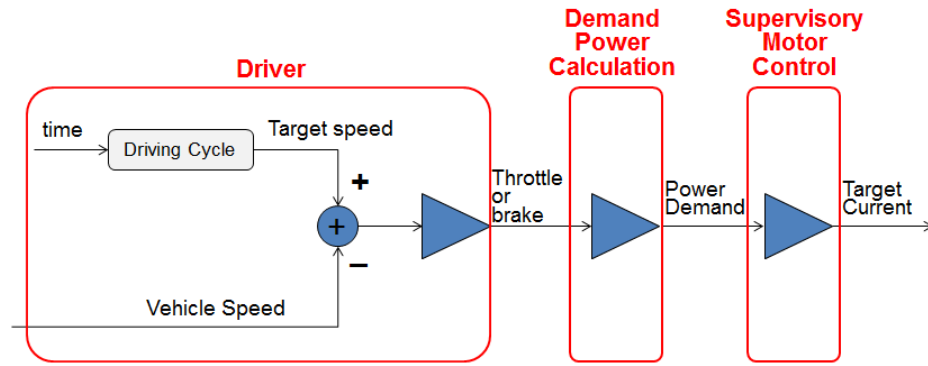 Driver
Demand
Power
Calculation
Supervisory
Motor
Control
time
Driving Cycle
Target speed
+
+
−
Vehicle Speed
Throttle
or
brake
Power
Demand
Target
Current